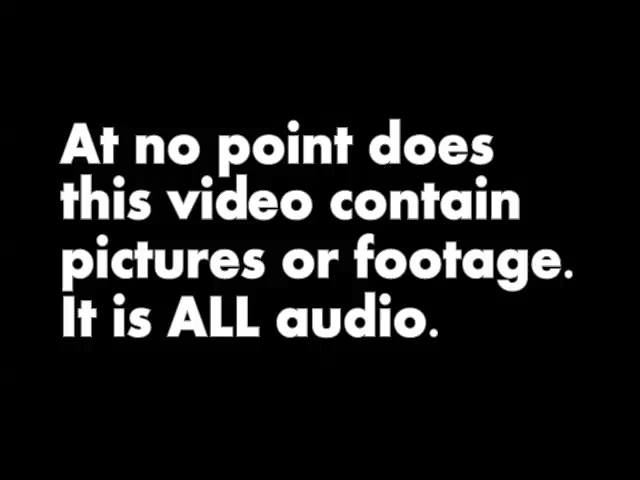 At no point does
this video contain
pictures or footage.
It is ALL audio.